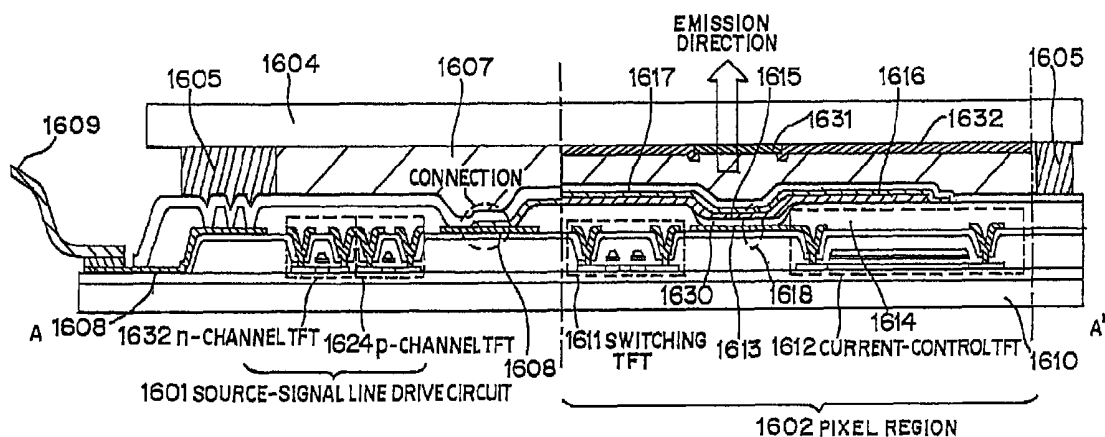 EMISSION
DIRECTION
1605
1604
1607
1617
1615
1616
1605
1609
1631
1632
CONNECTION
1630
1618
A
1608
1632 n-CHANNEL TFT
1624 p-CHANNEL TFT
1608
1611 SWITCHING
TFT
1613
1614
1612 CURRENT-CONTROL TFT
1610
A'
1601 SOURCE-SIGNAL LINE DRIVE CIRCUIT
1602 PIXEL REGION